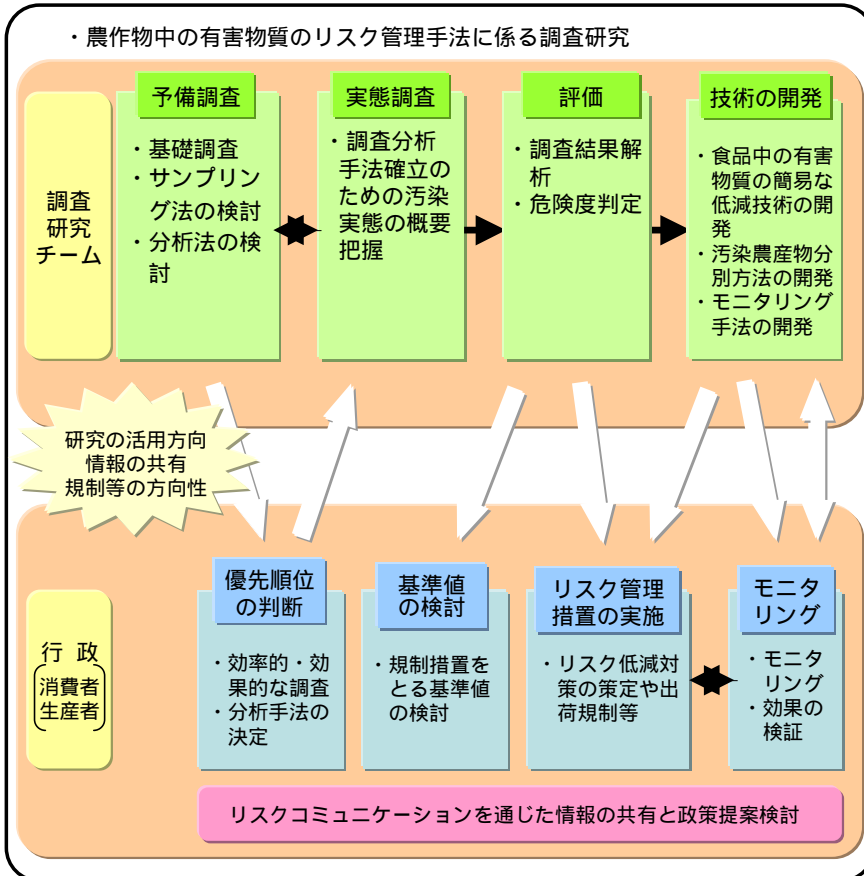 ・農作物中の有害物質のリスク管理手法に係る調査研究
調査
研究
チーム
予備調査
・基礎調査
・サンプリン
グ法の検討
・分析法の検
討
実態調査
・調査分析
手法確立の
ための汚染
実態の概要
把握
評価
・調査結果解
析
・危険度判定
技術の開発
・食品中の有害
物質の簡易な
低減技術の開
発
・汚染農産物分
別方法の開発
・モニタリング
手法の開発
研究の活用方向
情報の共有
規制等の方向性
行 政
消費者
生産者
優先順位
の判断
・効率的・効
果的な調査
・分析手法の
決定
基準値
の検討
・規制措置を
とる基準値
の検討
リスク管理
措置の実施
・リスク低減対
策の策定や出
荷規制等
モニタ
リング
・モニタ
リング
・効果の
検証
リスクコミュニケーションを通じた情報の共有と政策提案検討